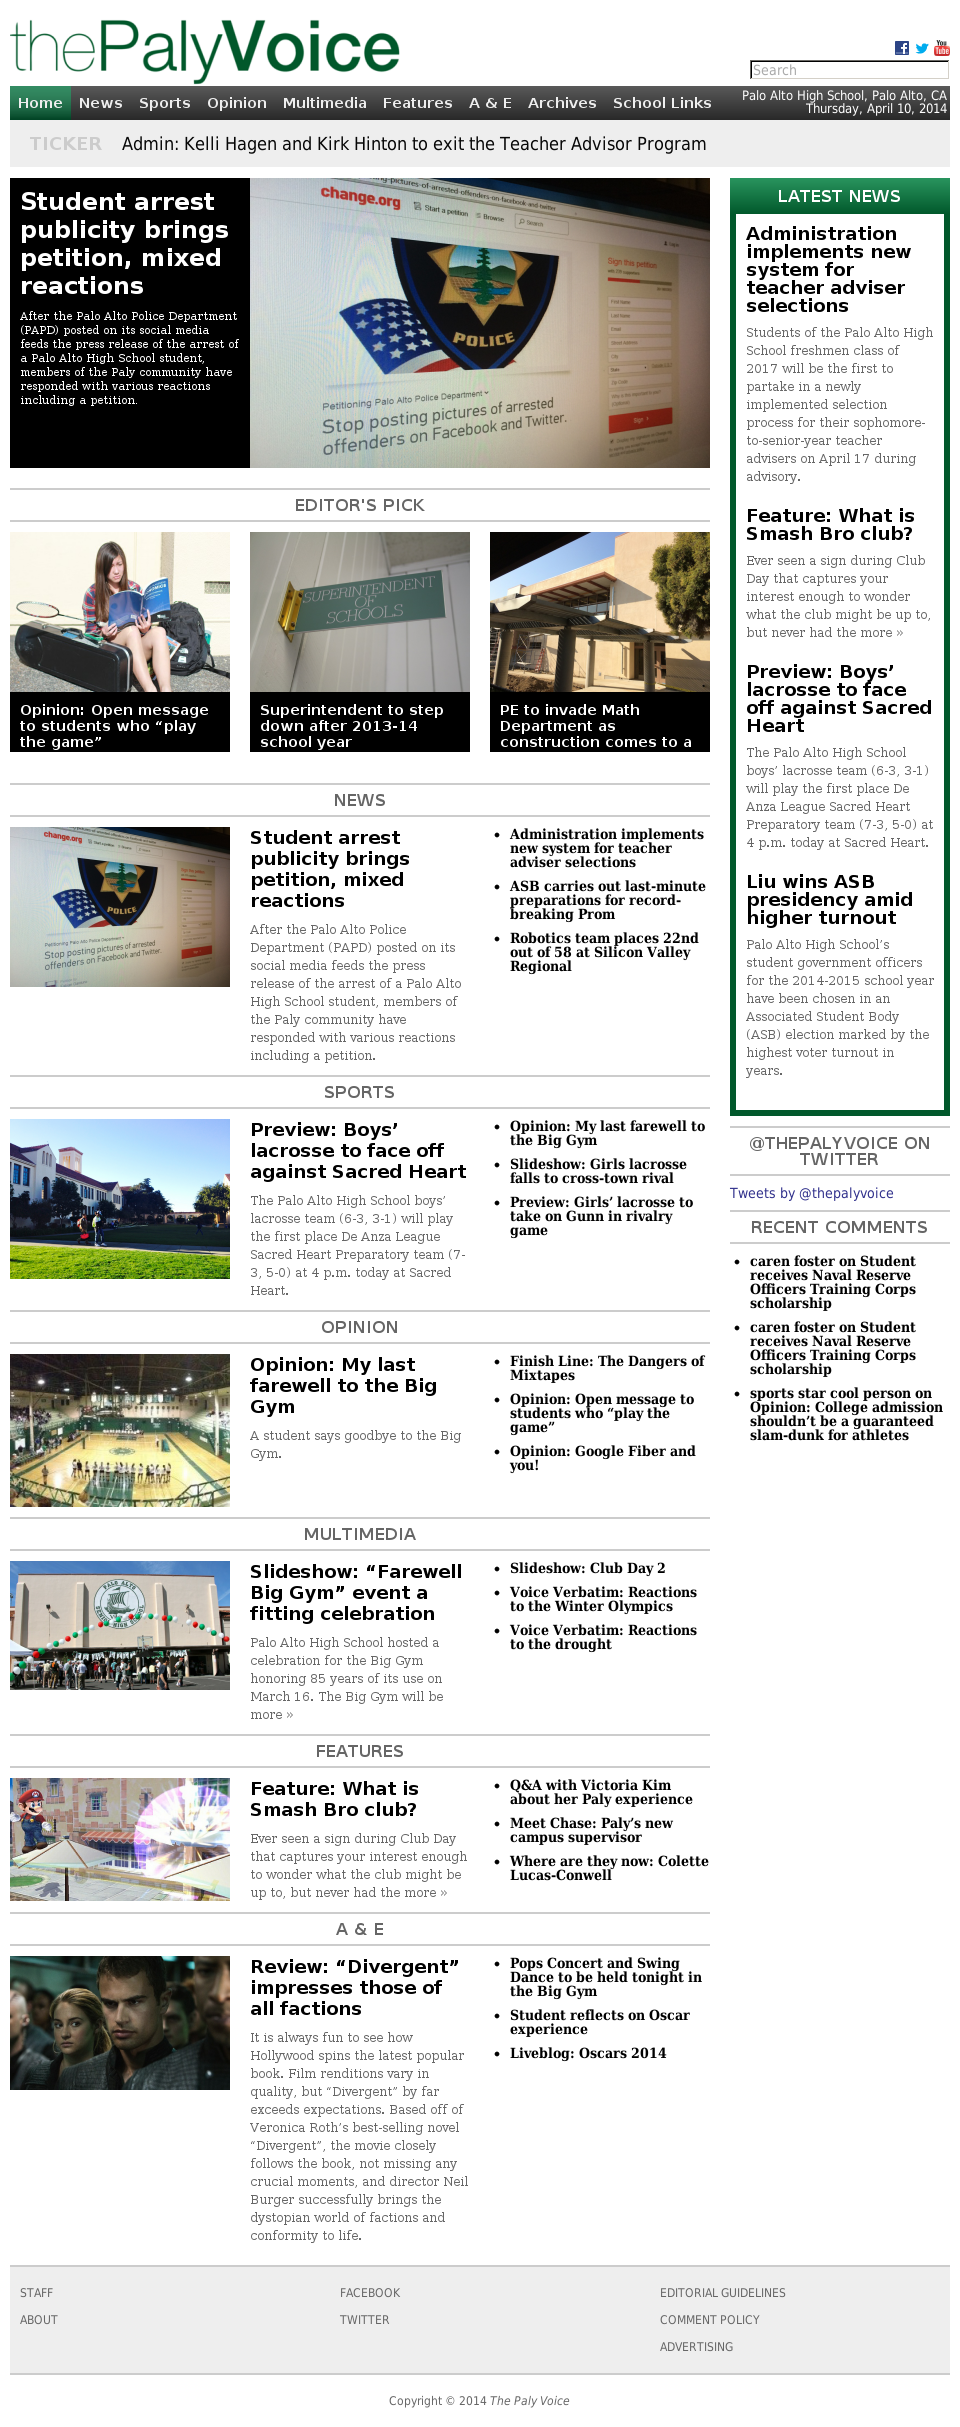 thePalyVoice
Search
Home News Sports Opinion Multimedia Features A & E Archives School Links
Palo Alto High School, Palo Alto, CA
Thursday, April 10, 2014
TICKER Admin: Kelli Hagen and Kirk Hinton to exit the Teacher Advisor Program
Student arrest
publicity brings
petition, mixed
reactions
After the Palo Alto Police Department
(PAPD) posted on its social media
feeds the press release of the arrest of
a Palo Alto High School student,
members of the Paly community have
responded with various reactions
including a petition.
change.org
Start a petition
Browse
Search
POLICE
Sign this petition
Petitioning Palo Alto Police Department
Stop posting pictures of arrested
offenders on Facebook and Twitter.
EDITOR'S PICK
SUPERINTENDENT
OF
SCHOOLS
Opinion: Open message
to students who “play
the game”
Superintendent to step
down after 2013-14
school year
PE to invade Math
Department as
construction comes to a
NEWS
change.org
POLICE
Petitioning Palo Alto Police Department
Stop posting pictures of arrested
offenders on Facebook and Twitter.
Student arrest
publicity brings
petition, mixed
reactions
After the Palo Alto Police
Department (PAPD) posted on its
social media feeds the press
release of the arrest of a Palo Alto
High School student, members of
the Paly community have
responded with various reactions
including a petition.
• Administration implements
new system for teacher
adviser selections
• ASB carries out last-minute
preparations for record-
breaking Prom
• Robotics team places 22nd
out of 58 at Silicon Valley
Regional
SPORTS
Preview: Boys’
lacrosse to face off
against Sacred Heart
The Palo Alto High School boys’
lacrosse team (6-3, 3-1) will play
the first place De Anza League
Sacred Heart Preparatory team (7-
3, 5-0) at 4 p.m. today at Sacred
Heart.
• Opinion: My last farewell to
the Big Gym
• Slideshow: Girls lacrosse
falls to cross-town rival
• Preview: Girls’ lacrosse to
take on Gunn in rivalry
game
OPINION
Opinion: My last
farewell to the Big
Gym
A student says goodbye to the Big
Gym.
• Finish Line: The Dangers of
Mixtapes
• Opinion: Open message to
students who “play the
game”
• Opinion: Google Fiber and
you!
MULTIMEDIA
PALO ALTO
SENIOR HIGH SCHOOL
Slideshow: “Farewell
Big Gym” event a
fitting celebration
Palo Alto High School hosted a
celebration for the Big Gym
honoring 85 years of its use on
March 16. The Big Gym will be
more »
• Slideshow: Club Day 2
• Voice Verbatim: Reactions
to the Winter Olympics
• Voice Verbatim: Reactions
to the drought
FEATURES
Feature: What is
Smash Bro club?
Ever seen a sign during Club Day
that captures your interest enough
to wonder what the club might be
up to, but never had the more »
• Q&A with Victoria Kim
about her Paly experience
• Meet Chase: Paly’s new
campus supervisor
• Where are they now: Colette
Lucas-Conwell
A & E
Review: “Divergent”
impresses those of
all factions
It is always fun to see how
Hollywood spins the latest popular
book. Film renditions vary in
quality, but “Divergent” by far
exceeds expectations. Based off of
Veronica Roth’s best-selling novel
“Divergent”, the movie closely
follows the book, not missing any
crucial moments, and director Neil
Burger successfully brings the
dystopian world of factions and
conformity to life.
• Pops Concert and Swing
Dance to be held tonight in
the Big Gym
• Student reflects on Oscar
experience
• Liveblog: Oscars 2014
LATEST NEWS
Administration
implements new
system for
teacher adviser
selections
Students of the Palo Alto High
School freshmen class of
2017 will be the first to
partake in a newly
implemented selection
process for their sophomore-
to-senior-year teacher
advisers on April 17 during
advisory.
Feature: What is
Smash Bro club?
Ever seen a sign during Club
Day that captures your
interest enough to wonder
what the club might be up to,
but never had the more »
Preview: Boys’
lacrosse to face
off against Sacred
Heart
The Palo Alto High School
boys’ lacrosse team (6-3, 3-1)
will play the first place De
Anza League Sacred Heart
Preparatory team (7-3, 5-0) at
4 p.m. today at Sacred Heart.
Liu wins ASB
presidency amid
higher turnout
Palo Alto High School’s
student government officers
for the 2014-2015 school year
have been chosen in an
Associated Student Body
(ASB) election marked by the
highest voter turnout in
years.
@THEPALYVOICE ON
TWITTER
Tweets by @thepalyvoice
RECENT COMMENTS
• caren foster on Student
receives Naval Reserve
Officers Training Corps
scholarship
• caren foster on Student
receives Naval Reserve
Officers Training Corps
scholarship
• sports star cool person on
Opinion: College admission
shouldn’t be a guaranteed
slam-dunk for athletes
STAFF
ABOUT
FACEBOOK
TWITTER
EDITORIAL GUIDELINES
COMMENT POLICY
ADVERTISING
Copyright © 2014 The Paly Voice